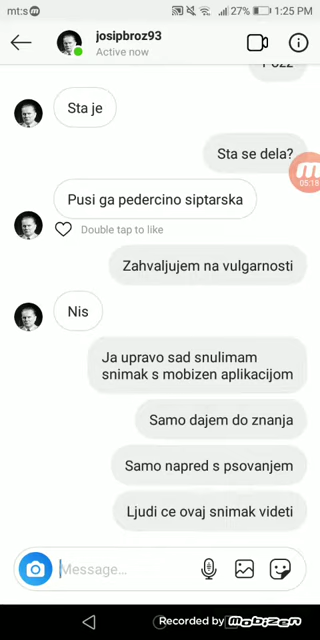 mt:s m 27% 1:25 PM
josipbroz93
Active now
Sta je
Sta se dela?
05:18
Pusi ga pedercino siptarska
Double tap to like
Zahvaljujem na vulgarnosti
Nis
Ja upravo sad snulimam
snimak s mobizen aplikacijom
Samo dajem do znanja
Samo napred s psovanjem
Ljudi ce ovaj snimak videti
Message...
Recorded by Mobizen